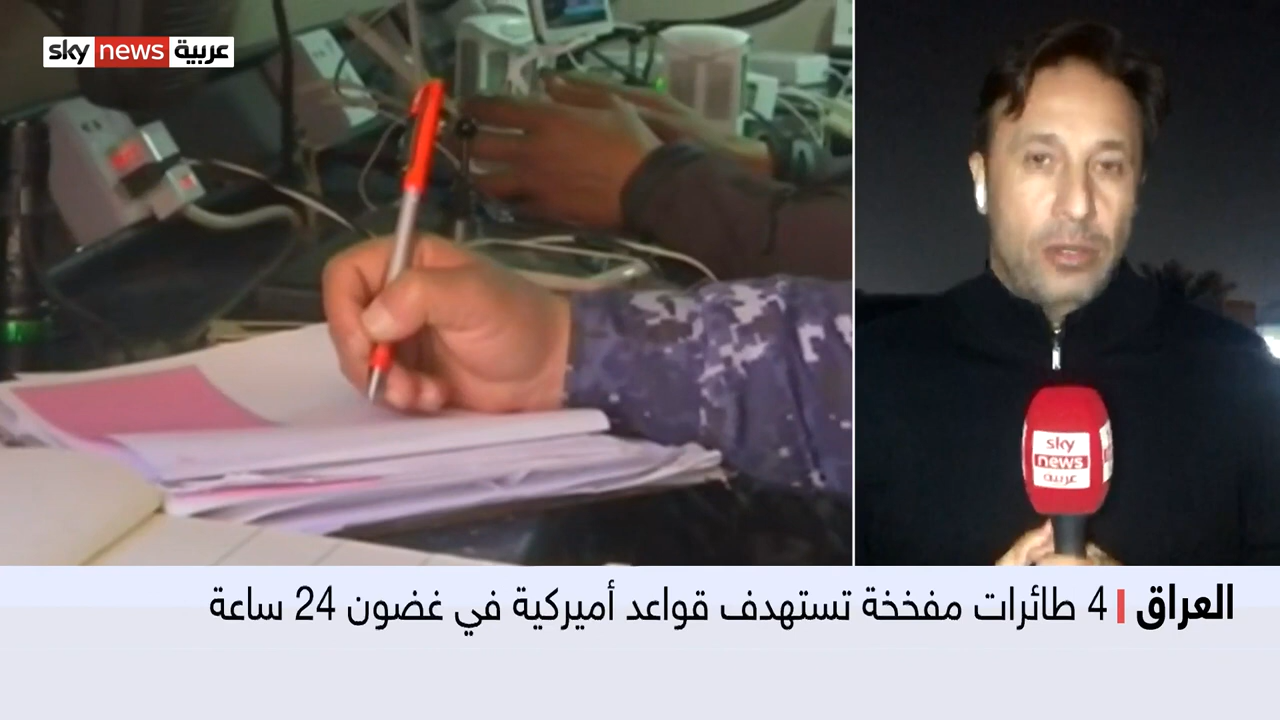 sky news عربية
sky
news
عربية
العراق | 4 طائرات مفخخة تستهدف قواعد أميركية في غضون 24 ساعة